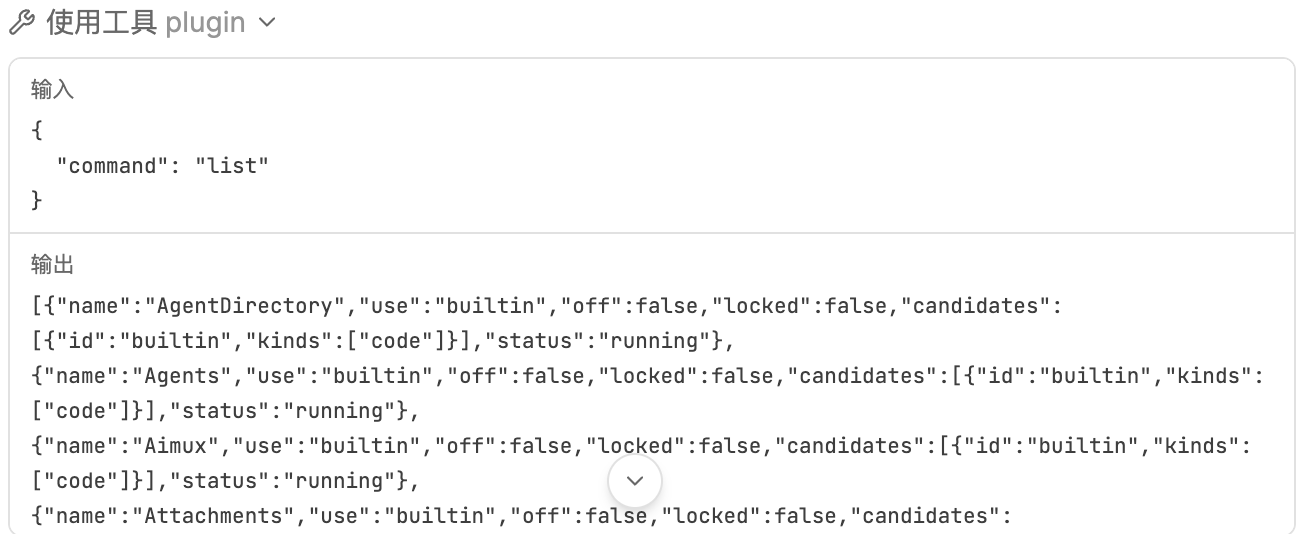 使用工具 plugin
输入
{
  "command": "list"
}
输出
[{"name":"AgentDirectory","use":"builtin","off":false,"locked":false,"candidates":
[{"id":"builtin","kinds":["code"]}],"status":"running"},
{"name":"Agents","use":"builtin","off":false,"locked":false,"candidates":[{"id":"builtin","kinds":
["code"]}],"status":"running"},
{"name":"Aimux","use":"builtin","off":false,"locked":false,"candidates":[{"id":"builtin","kinds":
["code"]}],"status":"running"},
{"name":"Attachments","use":"builtin","off":false,"locked":false,"candidates":